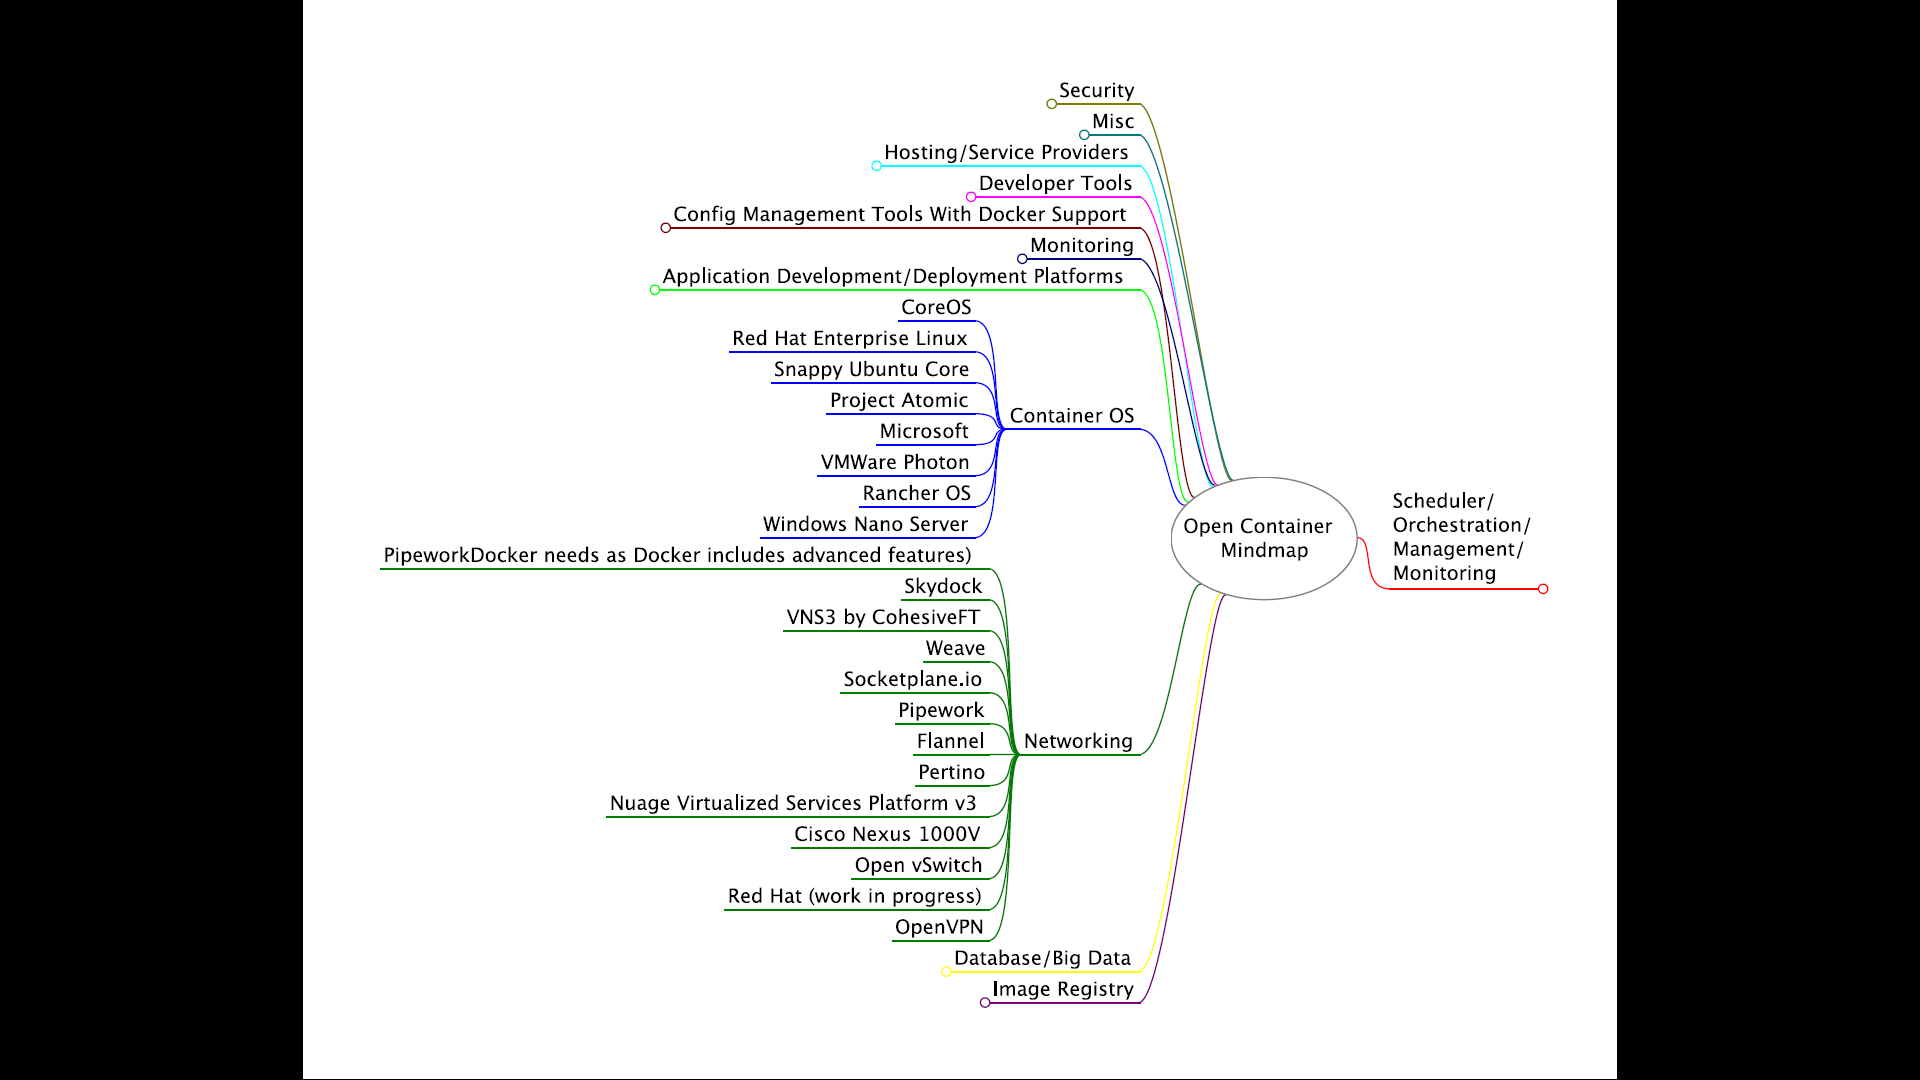 Security
Misc
Hosting/Service Providers
Developer Tools
Config Management Tools With Docker Support
Monitoring
Application Development/Deployment Platforms
CoreOS
Red Hat Enterprise Linux
Snappy Ubuntu Core
Project Atomic
Microsoft
VMWare Photon
Rancher OS
Windows Nano Server
Container OS
PipeworkDocker needs as Docker includes advanced features)
Skydock
VNS3 by CohesiveFT
Weave
Socketplane.io
Pipework
Flannel
Pertino
Nuage Virtualized Services Platform v3
Cisco Nexus 1000V
Open vSwitch
Red Hat (work in progress)
OpenVPN
Networking
Database/Big Data
Image Registry
Open Container
Mindmap
Scheduler/
Orchestration/
Management/
Monitoring